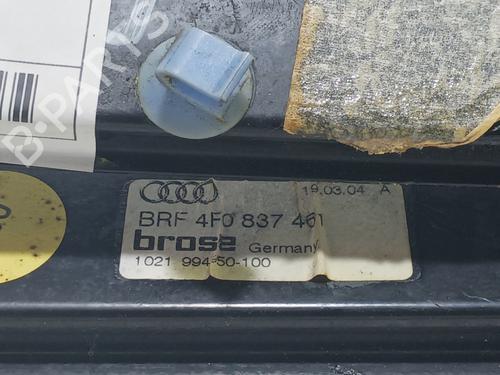 B-PARTS
S
19.03.04 A
BRF 4F0 837 461
brose Germany
1021 994-50-100